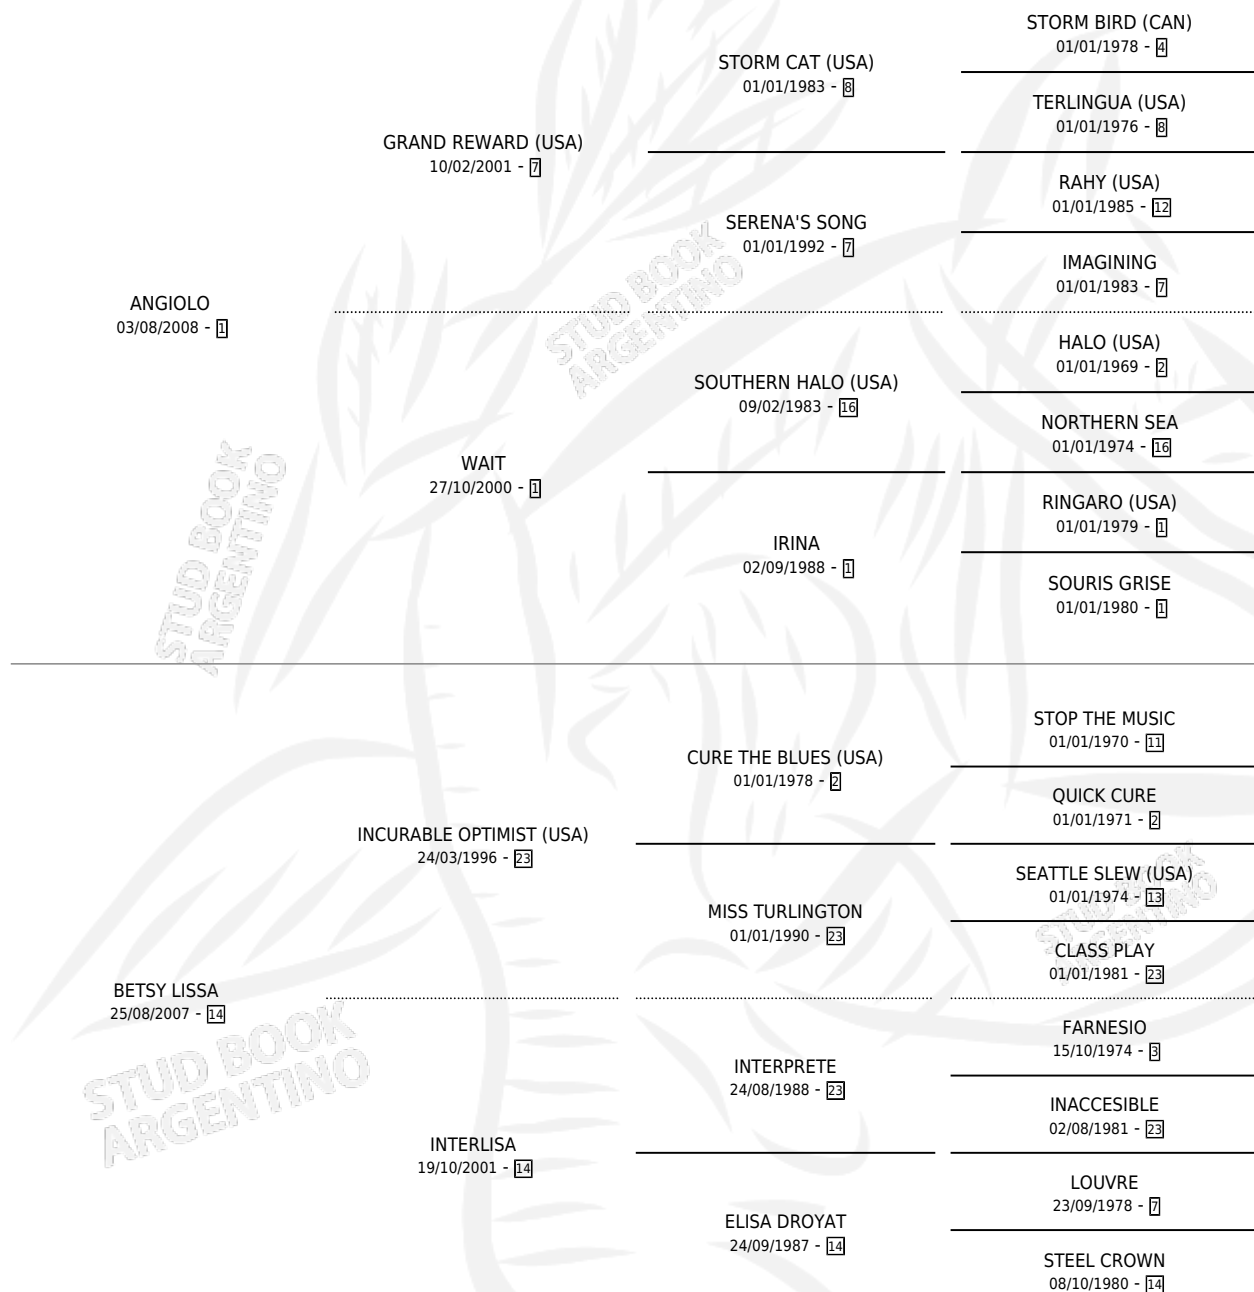 STORM BIRD (CAN)
01/01/1978 - 4
STORM CAT (USA)
01/01/1983 - 8
TERLINGUA (USA)
01/01/1976 - 8
GRAND REWARD (USA)
10/02/2001 - 7
RAHY (USA)
01/01/1985 - 12
SERENA'S SONG
01/01/1992 - 7
IMAGINING
01/01/1983 - 7
ANGIOLO
03/08/2008 - 1
HALO (USA)
01/01/1969 - 2
SOUTHERN HALO (USA)
09/02/1983 - 16
NORTHERN SEA
01/01/1974 - 16
WAIT
27/10/2000 - 1
RINGARO (USA)
01/01/1979 - 1
IRINA
02/09/1988 - 1
SOURIS GRISE
01/01/1980 - 1
STUD BOOK
ARGENTINO
STUD BOOK
ARGENTINO
STOP THE MUSIC
01/01/1970 - 11
CURE THE BLUES (USA)
01/01/1978 - 2
QUICK CURE
01/01/1971 - 2
INCURABLE OPTIMIST (USA)
24/03/1996 - 23
SEATTLE SLEW (USA)
01/01/1974 - 13
MISS TURLINGTON
01/01/1990 - 23
CLASS PLAY
01/01/1981 - 23
BETSY LISSA
25/08/2007 - 14
FARNESIO
15/10/1974 - 3
INTERPRETE
24/08/1988 - 23
INACCESIBLE
02/08/1981 - 23
INTERLISA
19/10/2001 - 14
LOUVRE
23/09/1978 - 7
ELISA DROYAT
24/09/1987 - 14
STEEL CROWN
08/10/1980 - 14
STUD BOOK
ARGENTINO
STUD BOOK
ARGENTINO